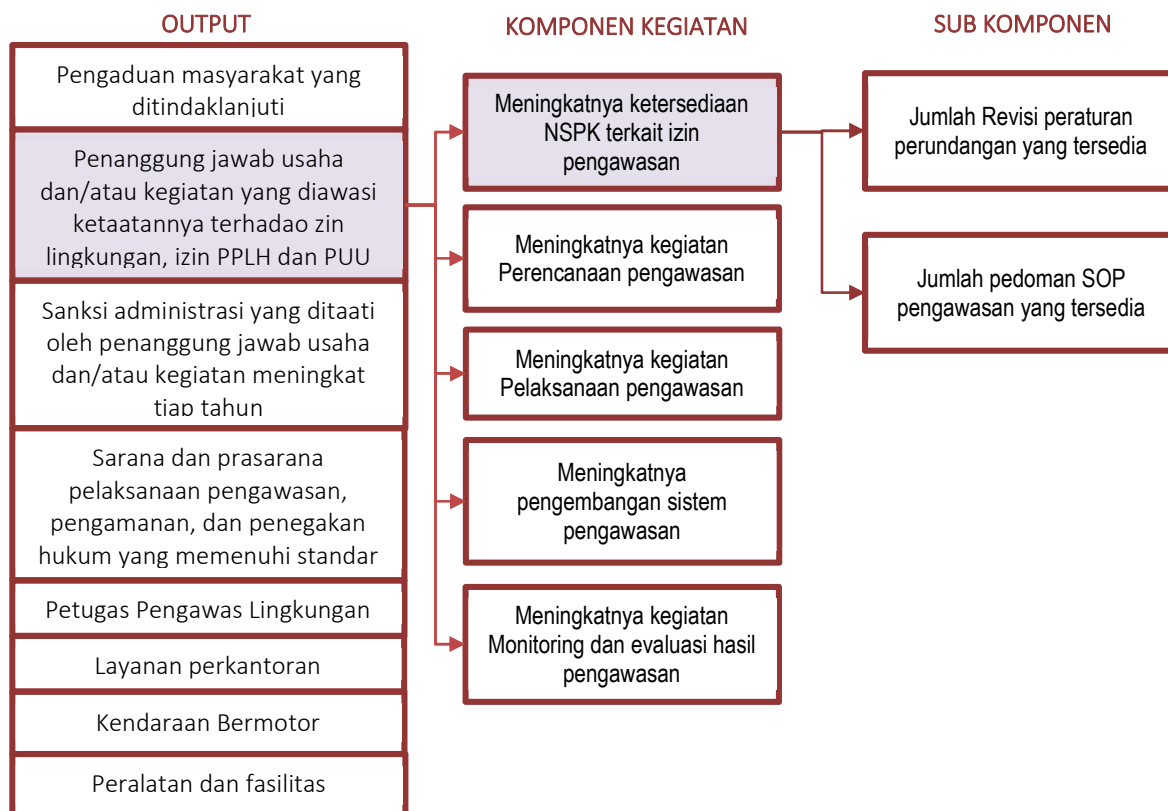 OUTPUT
Pengaduan masyarakat yang
ditindaklanjuti
Penanggung jawab usaha
dan/atau kegiatan yang diawasi
ketaatannya terhadao zin
lingkungan, izin PPLH dan PUU
Sanksi administrasi yang ditaati
oleh penanggung jawab usaha
dan/atau kegiatan meningkat
tiap tahun
Sarana dan prasarana
pelaksanaan pengawasan,
pengamanan, dan penegakan
hukum yang memenuhi standar
Petugas Pengawas Lingkungan
Layanan perkantoran
Kendaraan Bermotor
Peralatan dan fasilitas
KOMPONEN KEGIATAN
Meningkatnya ketersediaan
NSPK terkait izin
pengawasan
Meningkatnya kegiatan
Perencanaan pengawasan
Meningkatnya kegiatan
Pelaksanaan pengawasan
Meningkatnya
pengembangan sistem
pengawasan
Meningkatnya kegiatan
Monitoring dan evaluasi hasil
pengawasan
SUB KOMPONEN
Jumlah Revisi peraturan
perundangan yang tersedia
Jumlah pedoman SOP
pengawasan yang tersedia